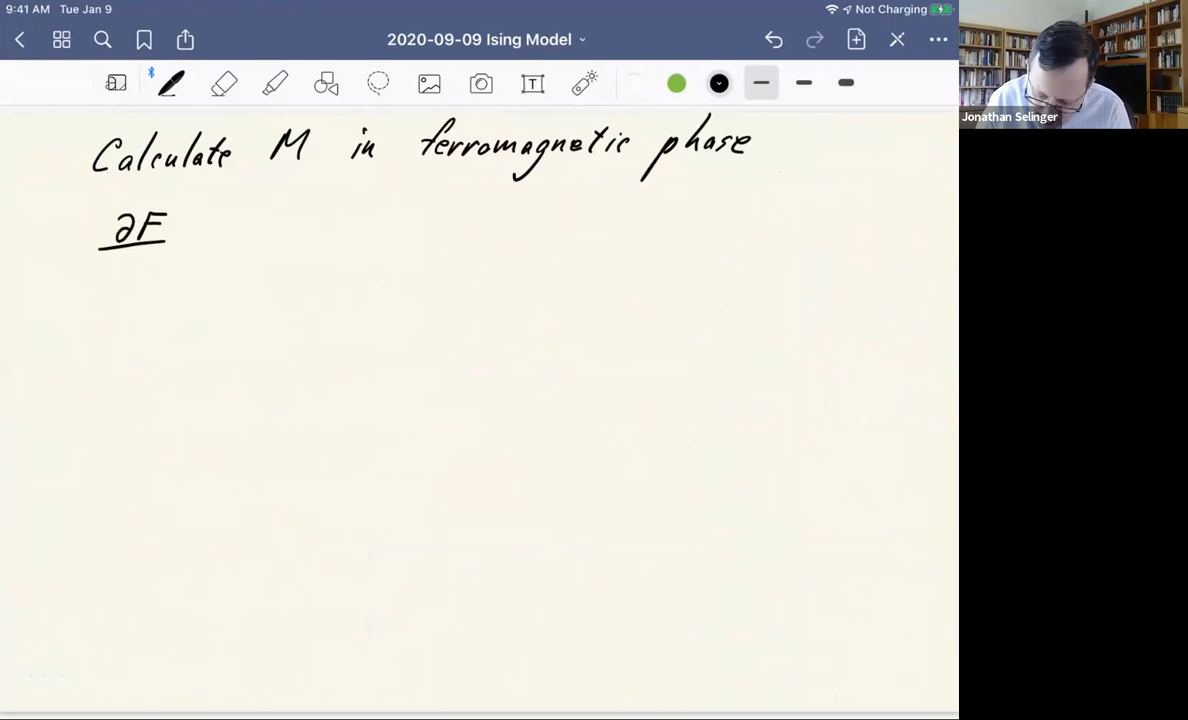 9:41 AM Tue Jan 9
Not Charging
2020-09-09 Ising Model
T
Jonathan Selinger
Calculate M in ferromagnetic phase
∂F